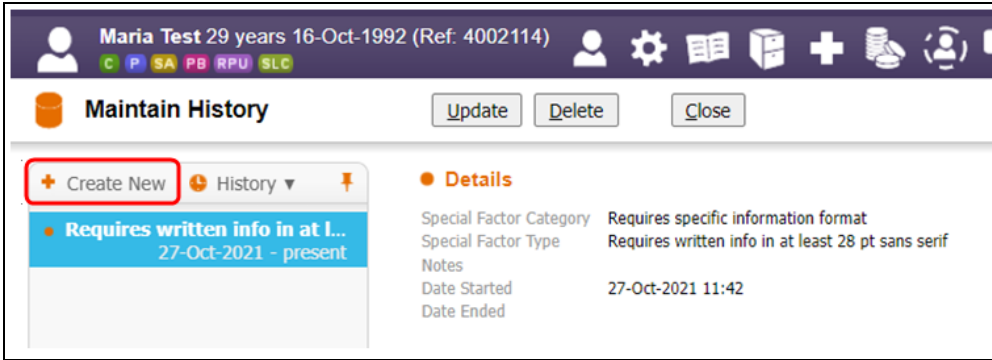 Maria Test 29 years 16-Oct-1992 (Ref: 4002114)
C P SA PB RPU SLC
Maintain History
Update Delete Close
Create New History ▼
Requires written info in at l...
27-Oct-2021 - present
Details
Special Factor Category Requires specific information format
Special Factor Type Requires written info in at least 28 pt sans serif
Notes
Date Started 27-Oct-2021 11:42
Date Ended